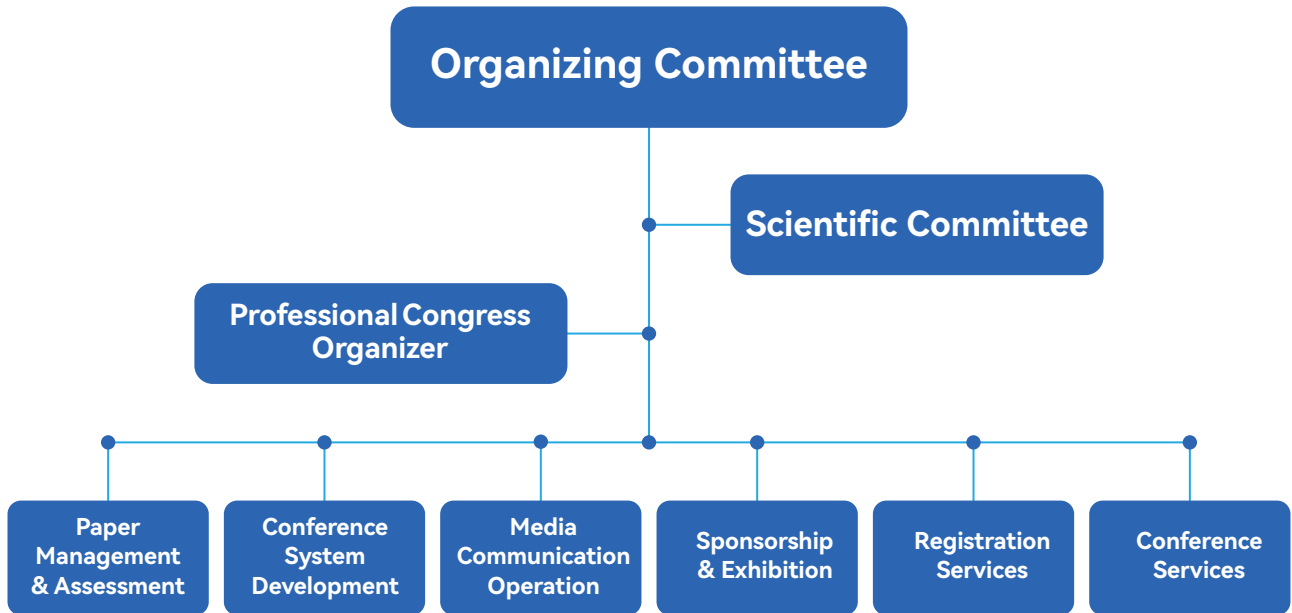 Organizing Committee
Scientific Committee
Professional Congress
Organizer
Paper
Management
& Assessment
Conference
System
Development
Media
Communication
Operation
Sponsorship
& Exhibition
Registration
Services
Conference
Services